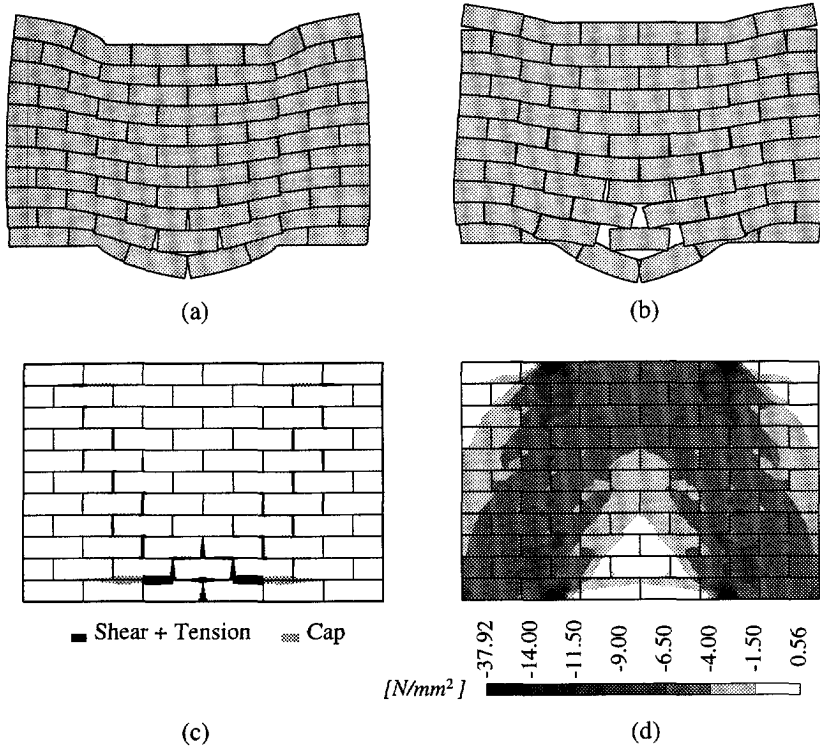 (a)
(b)
Shear + Tension
Cap
-37.92
-14.00
-11.50
-9.00
-6.50
-4.00
-1.50
0.56
[N/mm²]
(c)
(d)